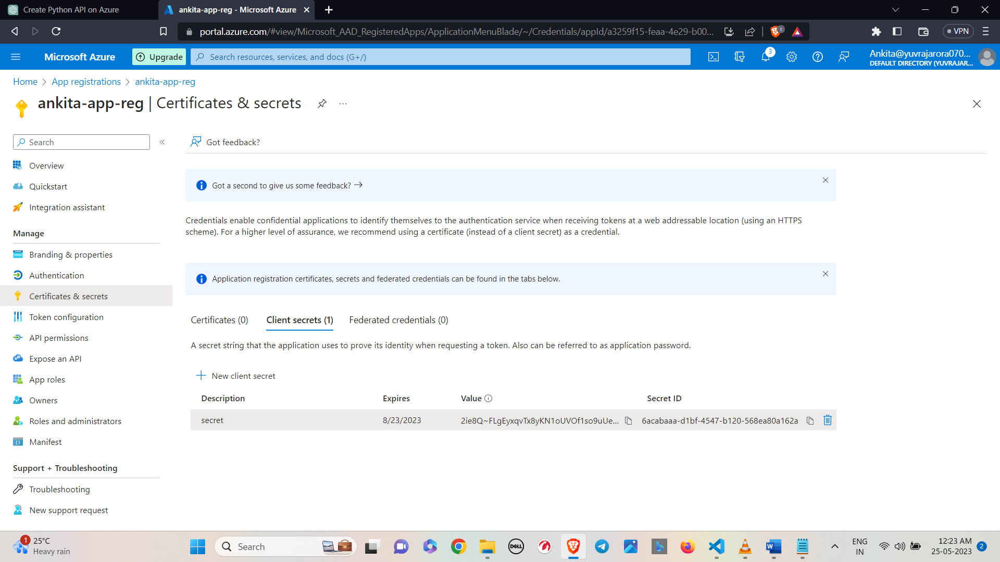 Create Python API on Azure
ankita-app-reg - Microsoft Azure
portal.azure.com/#view/Microsoft_AAD_RegisteredApps/ApplicationMenuBlade/~/Credentials/appId/a3259f15-feaa-4e29-b00...
1
VPN
Microsoft Azure
Upgrade
Search resources, services, and docs (G+/)
3
Ankita@yuvrajarora070...
DEFAULT DIRECTORY (YUVRAJAR...
Home > App registrations > ankita-app-reg
ankita-app-reg | Certificates & secrets
Search
Got feedback?
Overview
Quickstart
Integration assistant
Manage
Branding & properties
Authentication
Certificates & secrets
Token configuration
API permissions
Expose an API
App roles
Owners
Roles and administrators
Manifest
Support + Troubleshooting
Troubleshooting
New support request
Got a second to give us some feedback?
Credentials enable confidential applications to identify themselves to the authentication service when receiving tokens at a web addressable location (using an HTTPS
scheme). For a higher level of assurance, we recommend using a certificate (instead of a client secret) as a credential.
Application registration certificates, secrets and federated credentials can be found in the tabs below.
Certificates (0) Client secrets (1) Federated credentials (0)
A secret string that the application uses to prove its identity when requesting a token. Also can be referred to as application password.
New client secret
Description Expires Value Secret ID
secret 8/23/2023 2ie8Q~FLgEyxqvTx8yKN1oUVOf1so9uUe... 6acabaaa-d1bf-4547-b120-568ea80a162a
1
25°C
Heavy rain
Search
DELL
ENG
IN
12:23 AM
25-05-2023
2